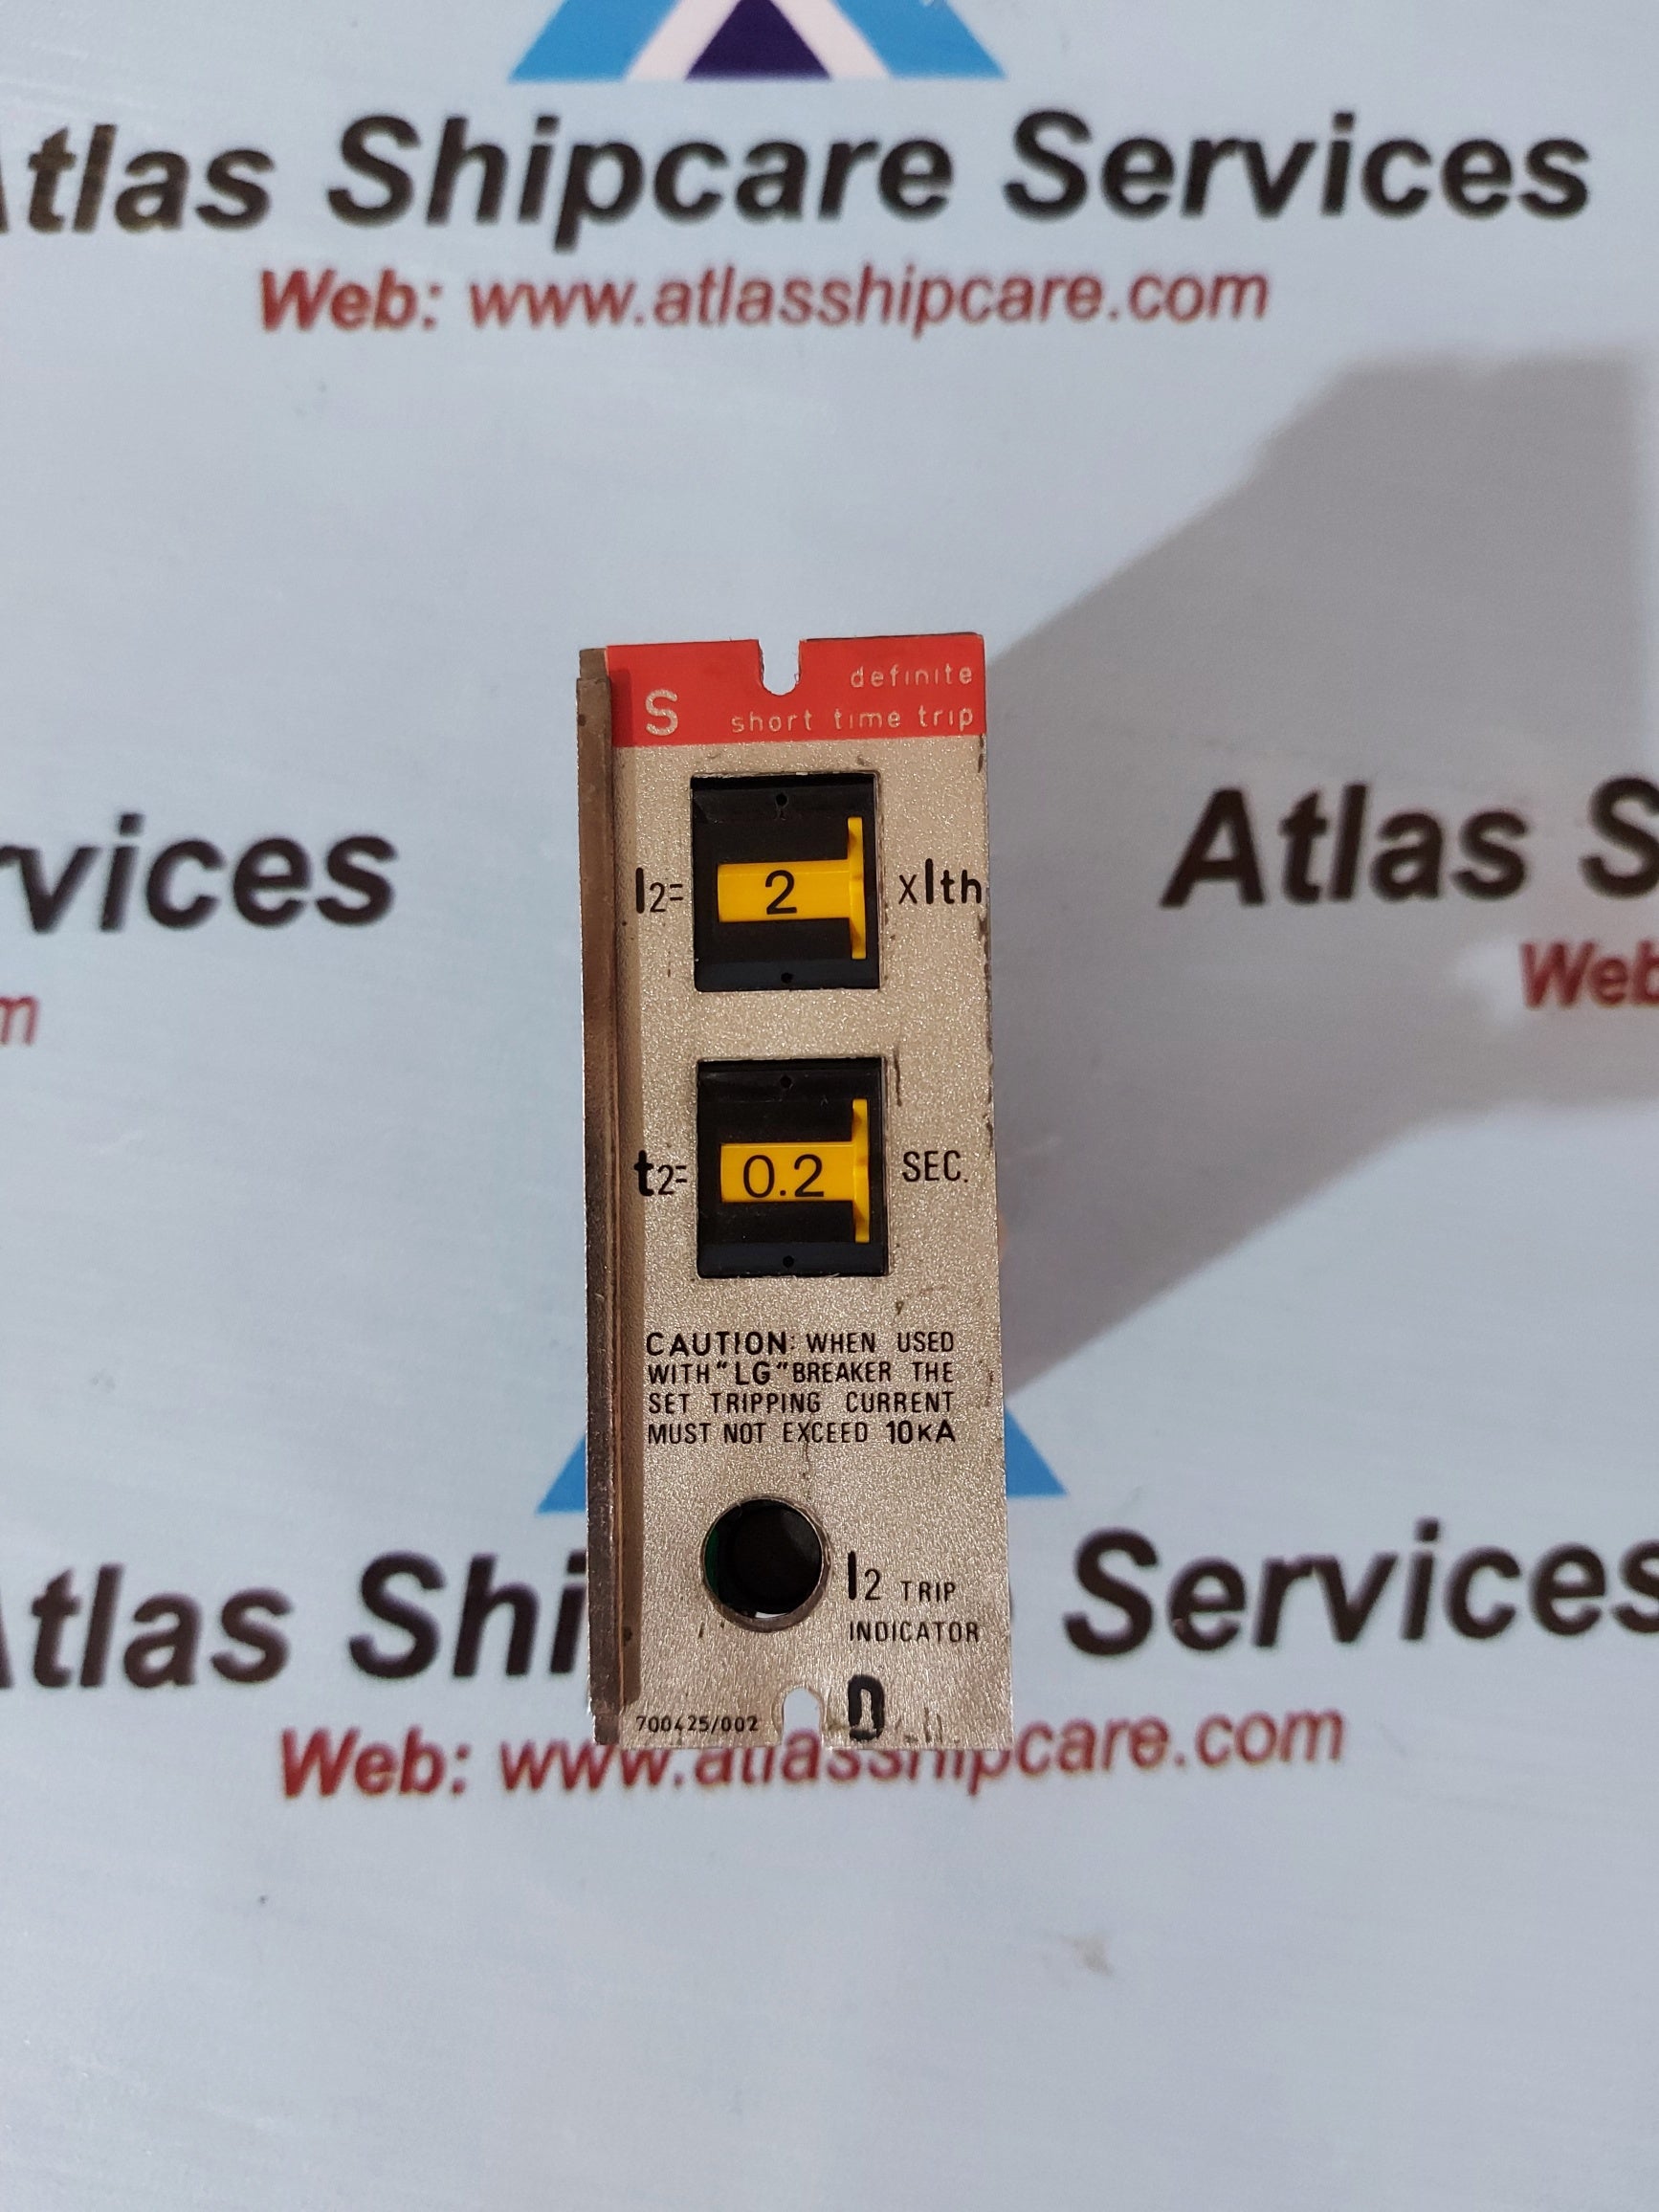 Atlas Shipcare Services
Web: www.atlasshipcare.com
S definite
short time trip
I2= 2 xIth
t2= 0.2 SEC.
CAUTION: WHEN USED
WITH "LG" BREAKER THE
SET TRIPPING CURRENT
MUST NOT EXCEED 10kA
I2 TRIP
INDICATOR
700425/002
rvices
m
Atlas S
Web
Atlas Shi
Services
Web: www.atlasshipcare.com